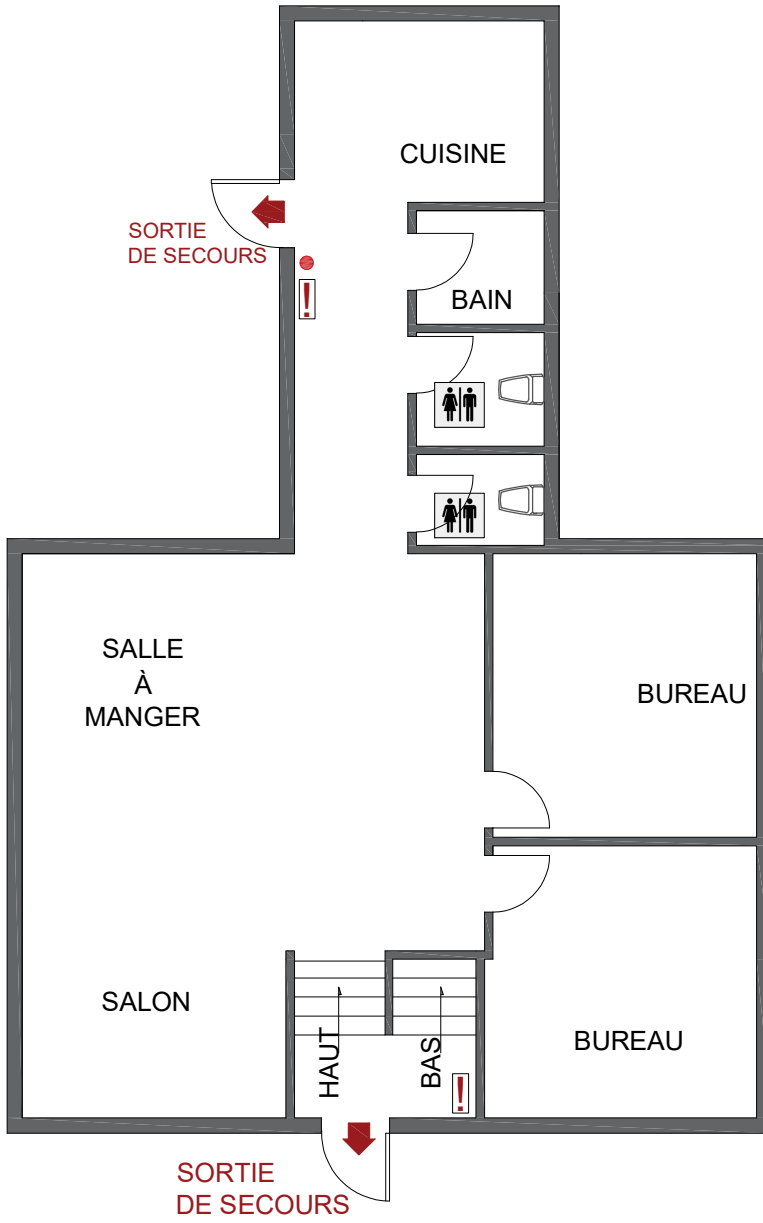 CUISINE
SORTIE
DE SECOURS
!
BAIN
SALLE
À
MANGER
BUREAU
SALON
HAUT
BAS
!
BUREAU
SORTIE
DE SECOURS